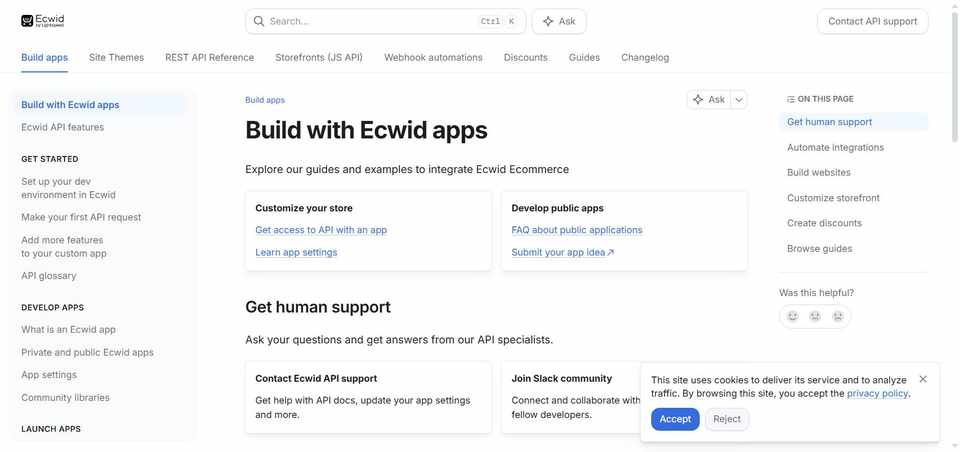 Ecwid
by Lightspeed
Search...
Ctrl K
Ask
Contact API support
Build apps
Site Themes
REST API Reference
Storefronts (JS API)
Webhook automations
Discounts
Guides
Changelog
Build with Ecwid apps
Ecwid API features
GET STARTED
Set up your dev
environment in Ecwid
Make your first API request
Add more features
to your custom app
API glossary
DEVELOP APPS
What is an Ecwid app
Private and public Ecwid apps
App settings
Community libraries
LAUNCH APPS
Build apps
Ask
Build with Ecwid apps
Explore our guides and examples to integrate Ecwid Ecommerce
Customize your store
Get access to API with an app
Learn app settings
Develop public apps
FAQ about public applications
Submit your app idea
Get human support
Ask your questions and get answers from our API specialists.
Contact Ecwid API support
Get help with API docs, update your app settings
and more.
Join Slack community
Connect and collaborate with
fellow developers.
ON THIS PAGE
Get human support
Automate integrations
Build websites
Customize storefront
Create discounts
Browse guides
Was this helpful?
This site uses cookies to deliver its service and to analyze
traffic. By browsing this site, you accept the privacy policy.
Accept
Reject